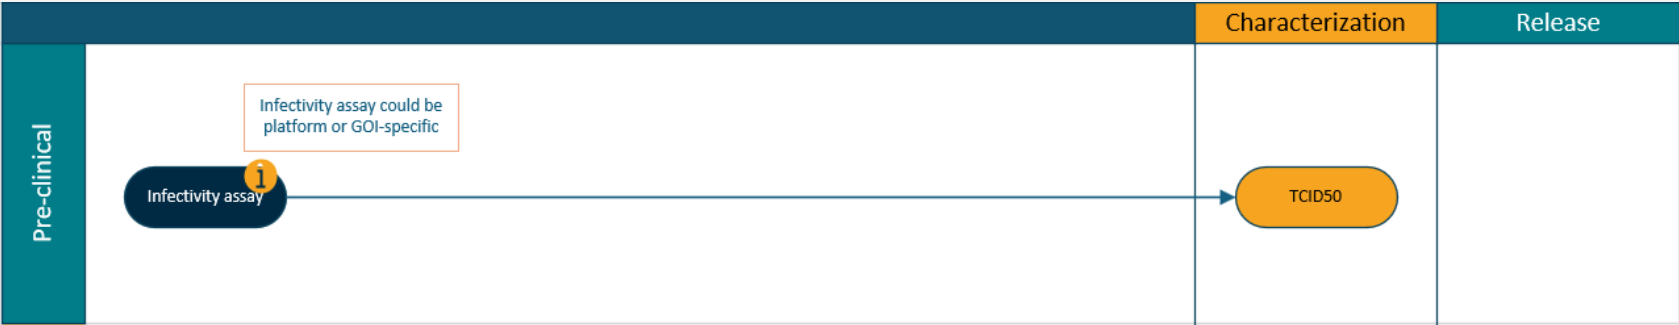 Characterization
Release
Pre-clinical
Infectivity assay could be
platform or GOI-specific
i
Infectivity assay
TCID50